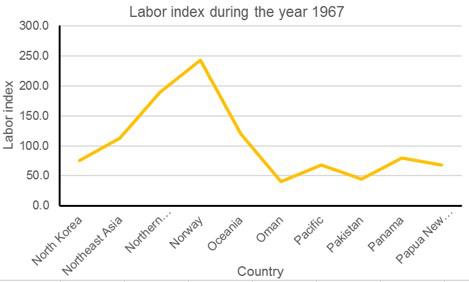 Labor index during the year 1967
300.0
250.0
200.0
150.0
100.0
50.0
0.0
Labor index
North Korea
Northeast Asia
Northern...
Norway
Oceania
Oman
Pacific
Pakistan
Panama
Papua New...
Country